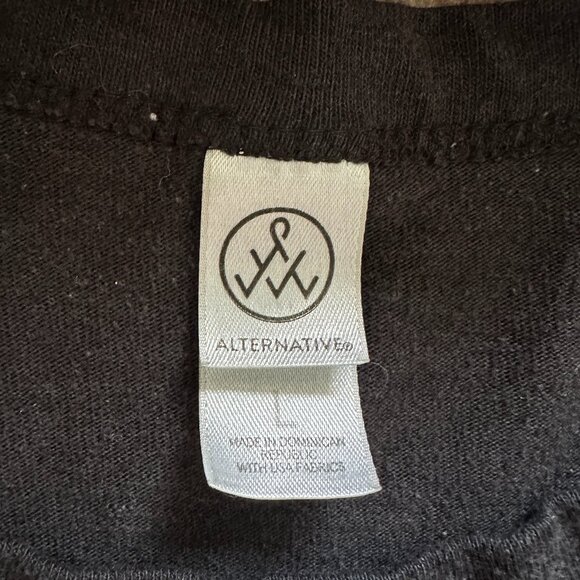 ALTERNATIVE®
L
MADE IN DOMINICAN
REPUBLIC
WITH USA FABRICS